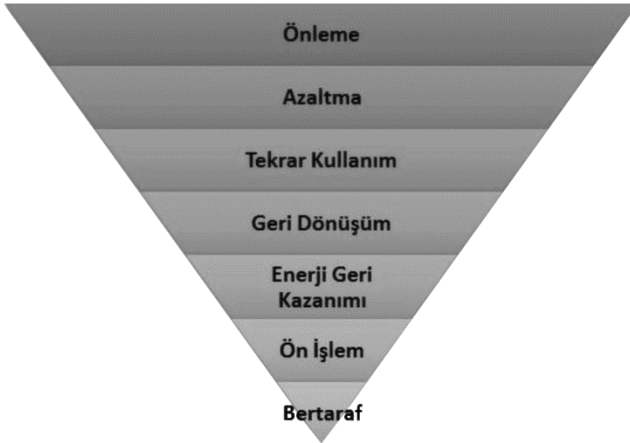 Önleme
Azaltma
Tekrar Kullanım
Geri Dönüşüm
Enerji Geri
Kazanımı
Ön İşlem
Bertaraf